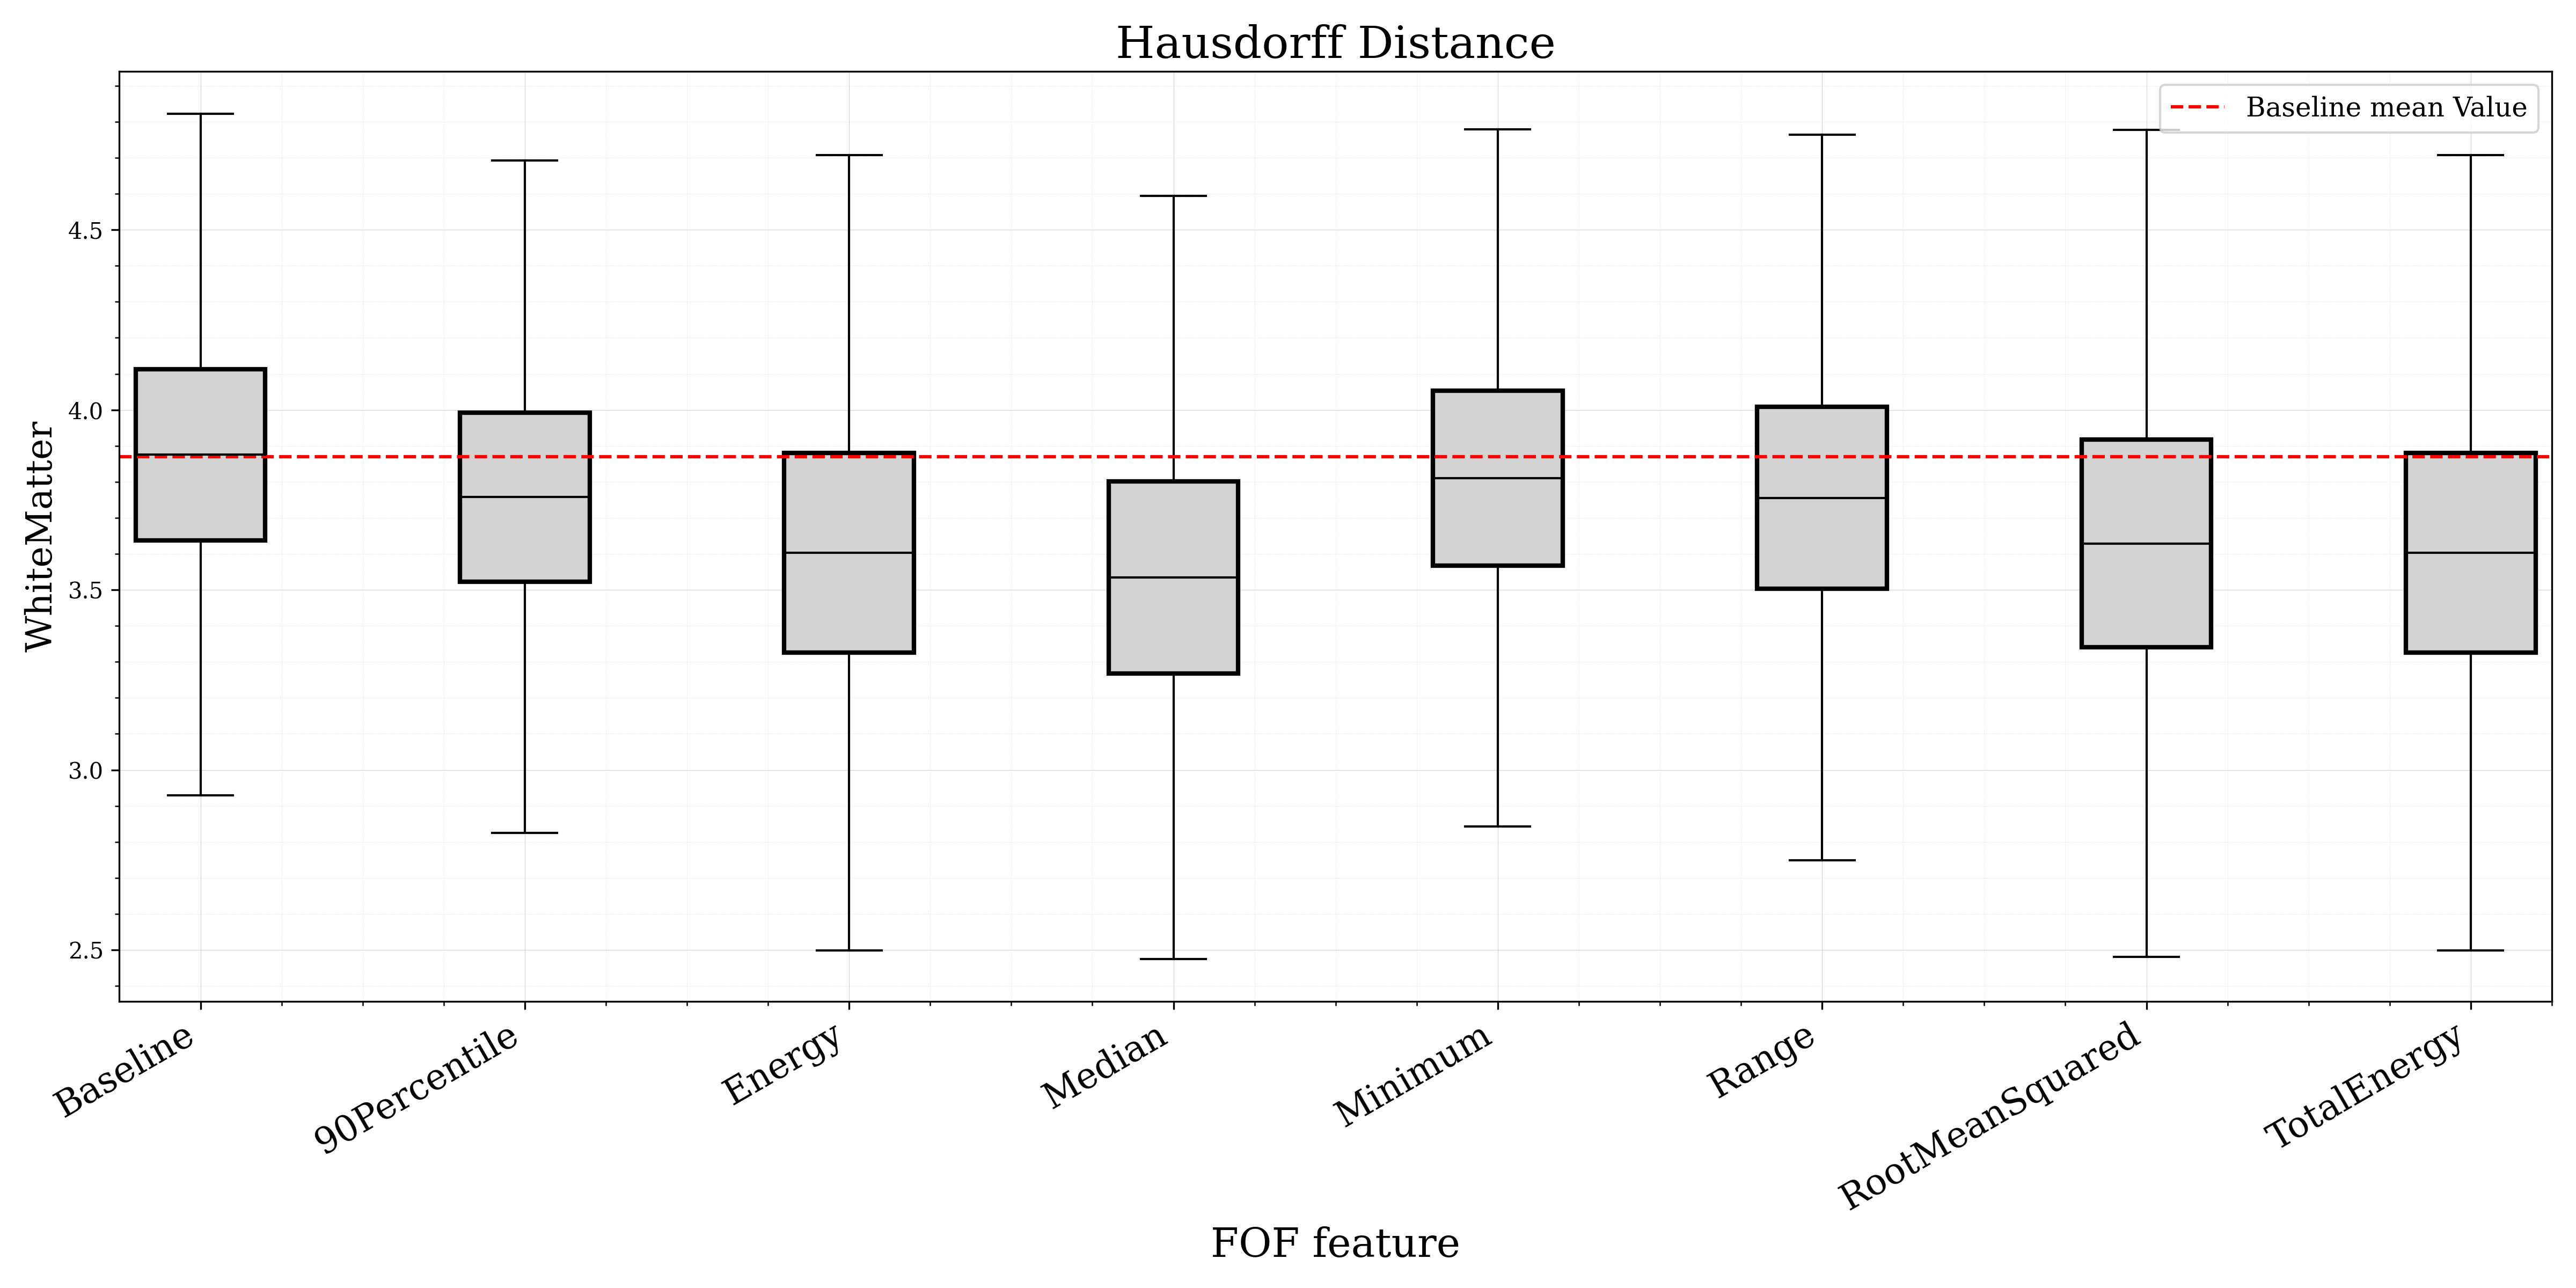 Hausdorff Distance
Baseline mean Value
WhiteMatter
4.5
4.0
3.5
3.0
2.5
Baseline
90Percentile
Energy
Median
Minimum
Range
RootMeanSquared
TotalEnergy
FOF feature